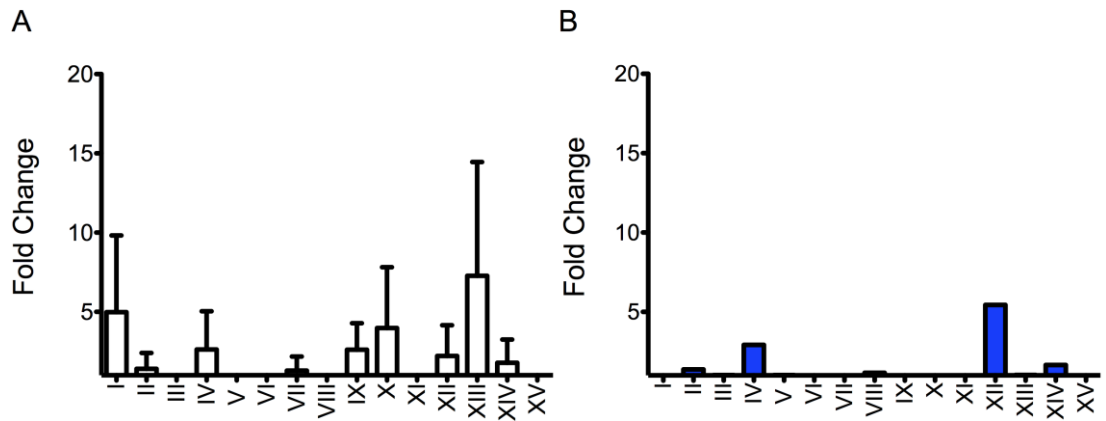 A
Fold Change
20
15
10
5
I
II
III
IV
V
VI
VII
VIII
IX
X
XI
XII
XIII
XIV
XV
B
Fold Change
20
15
10
5
I
II
III
IV
V
VI
VII
VIII
IX
X
XI
XII
XIII
XIV
XV